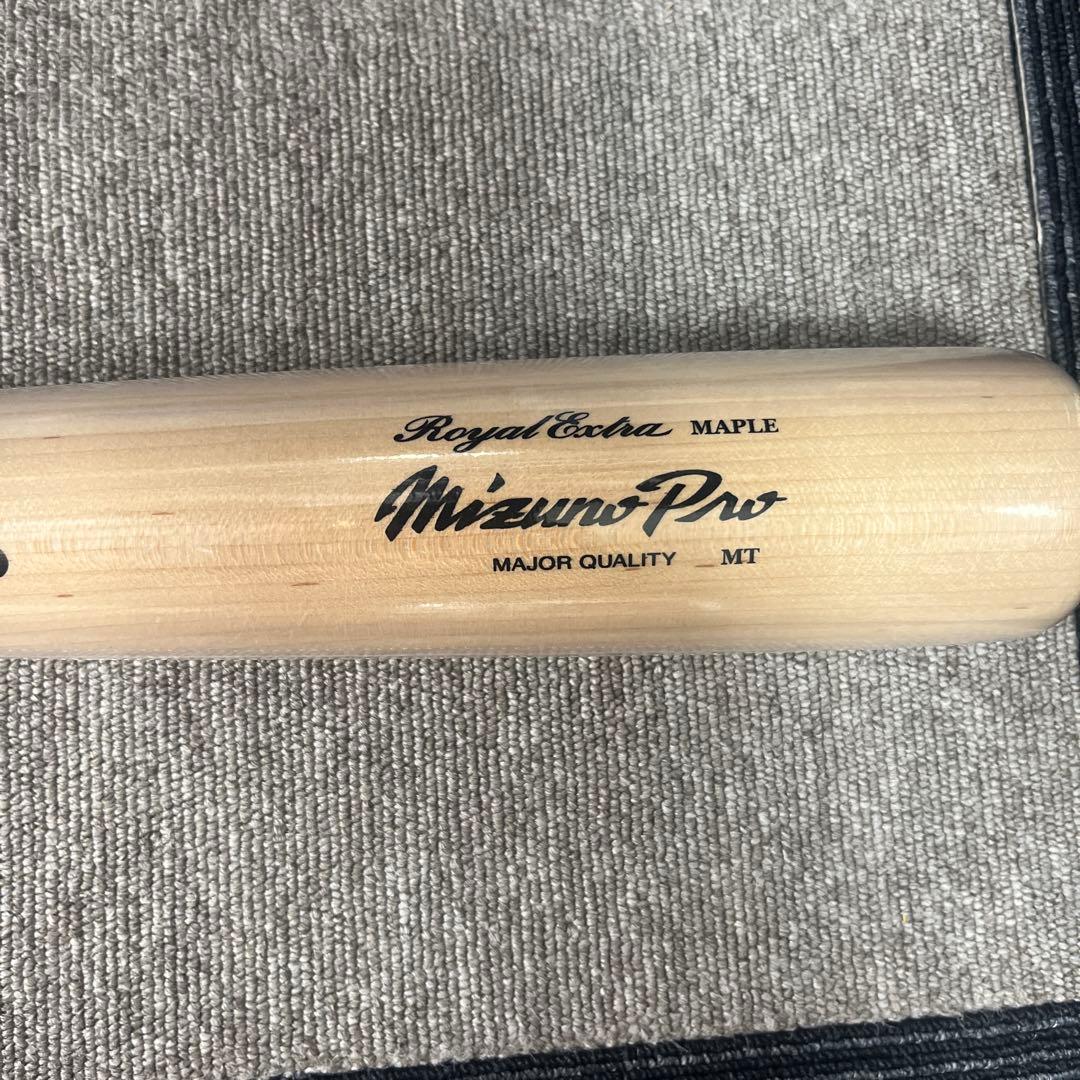 Royal Extra MAPLE
Mizuno Pro
MAJOR QUALITY MT